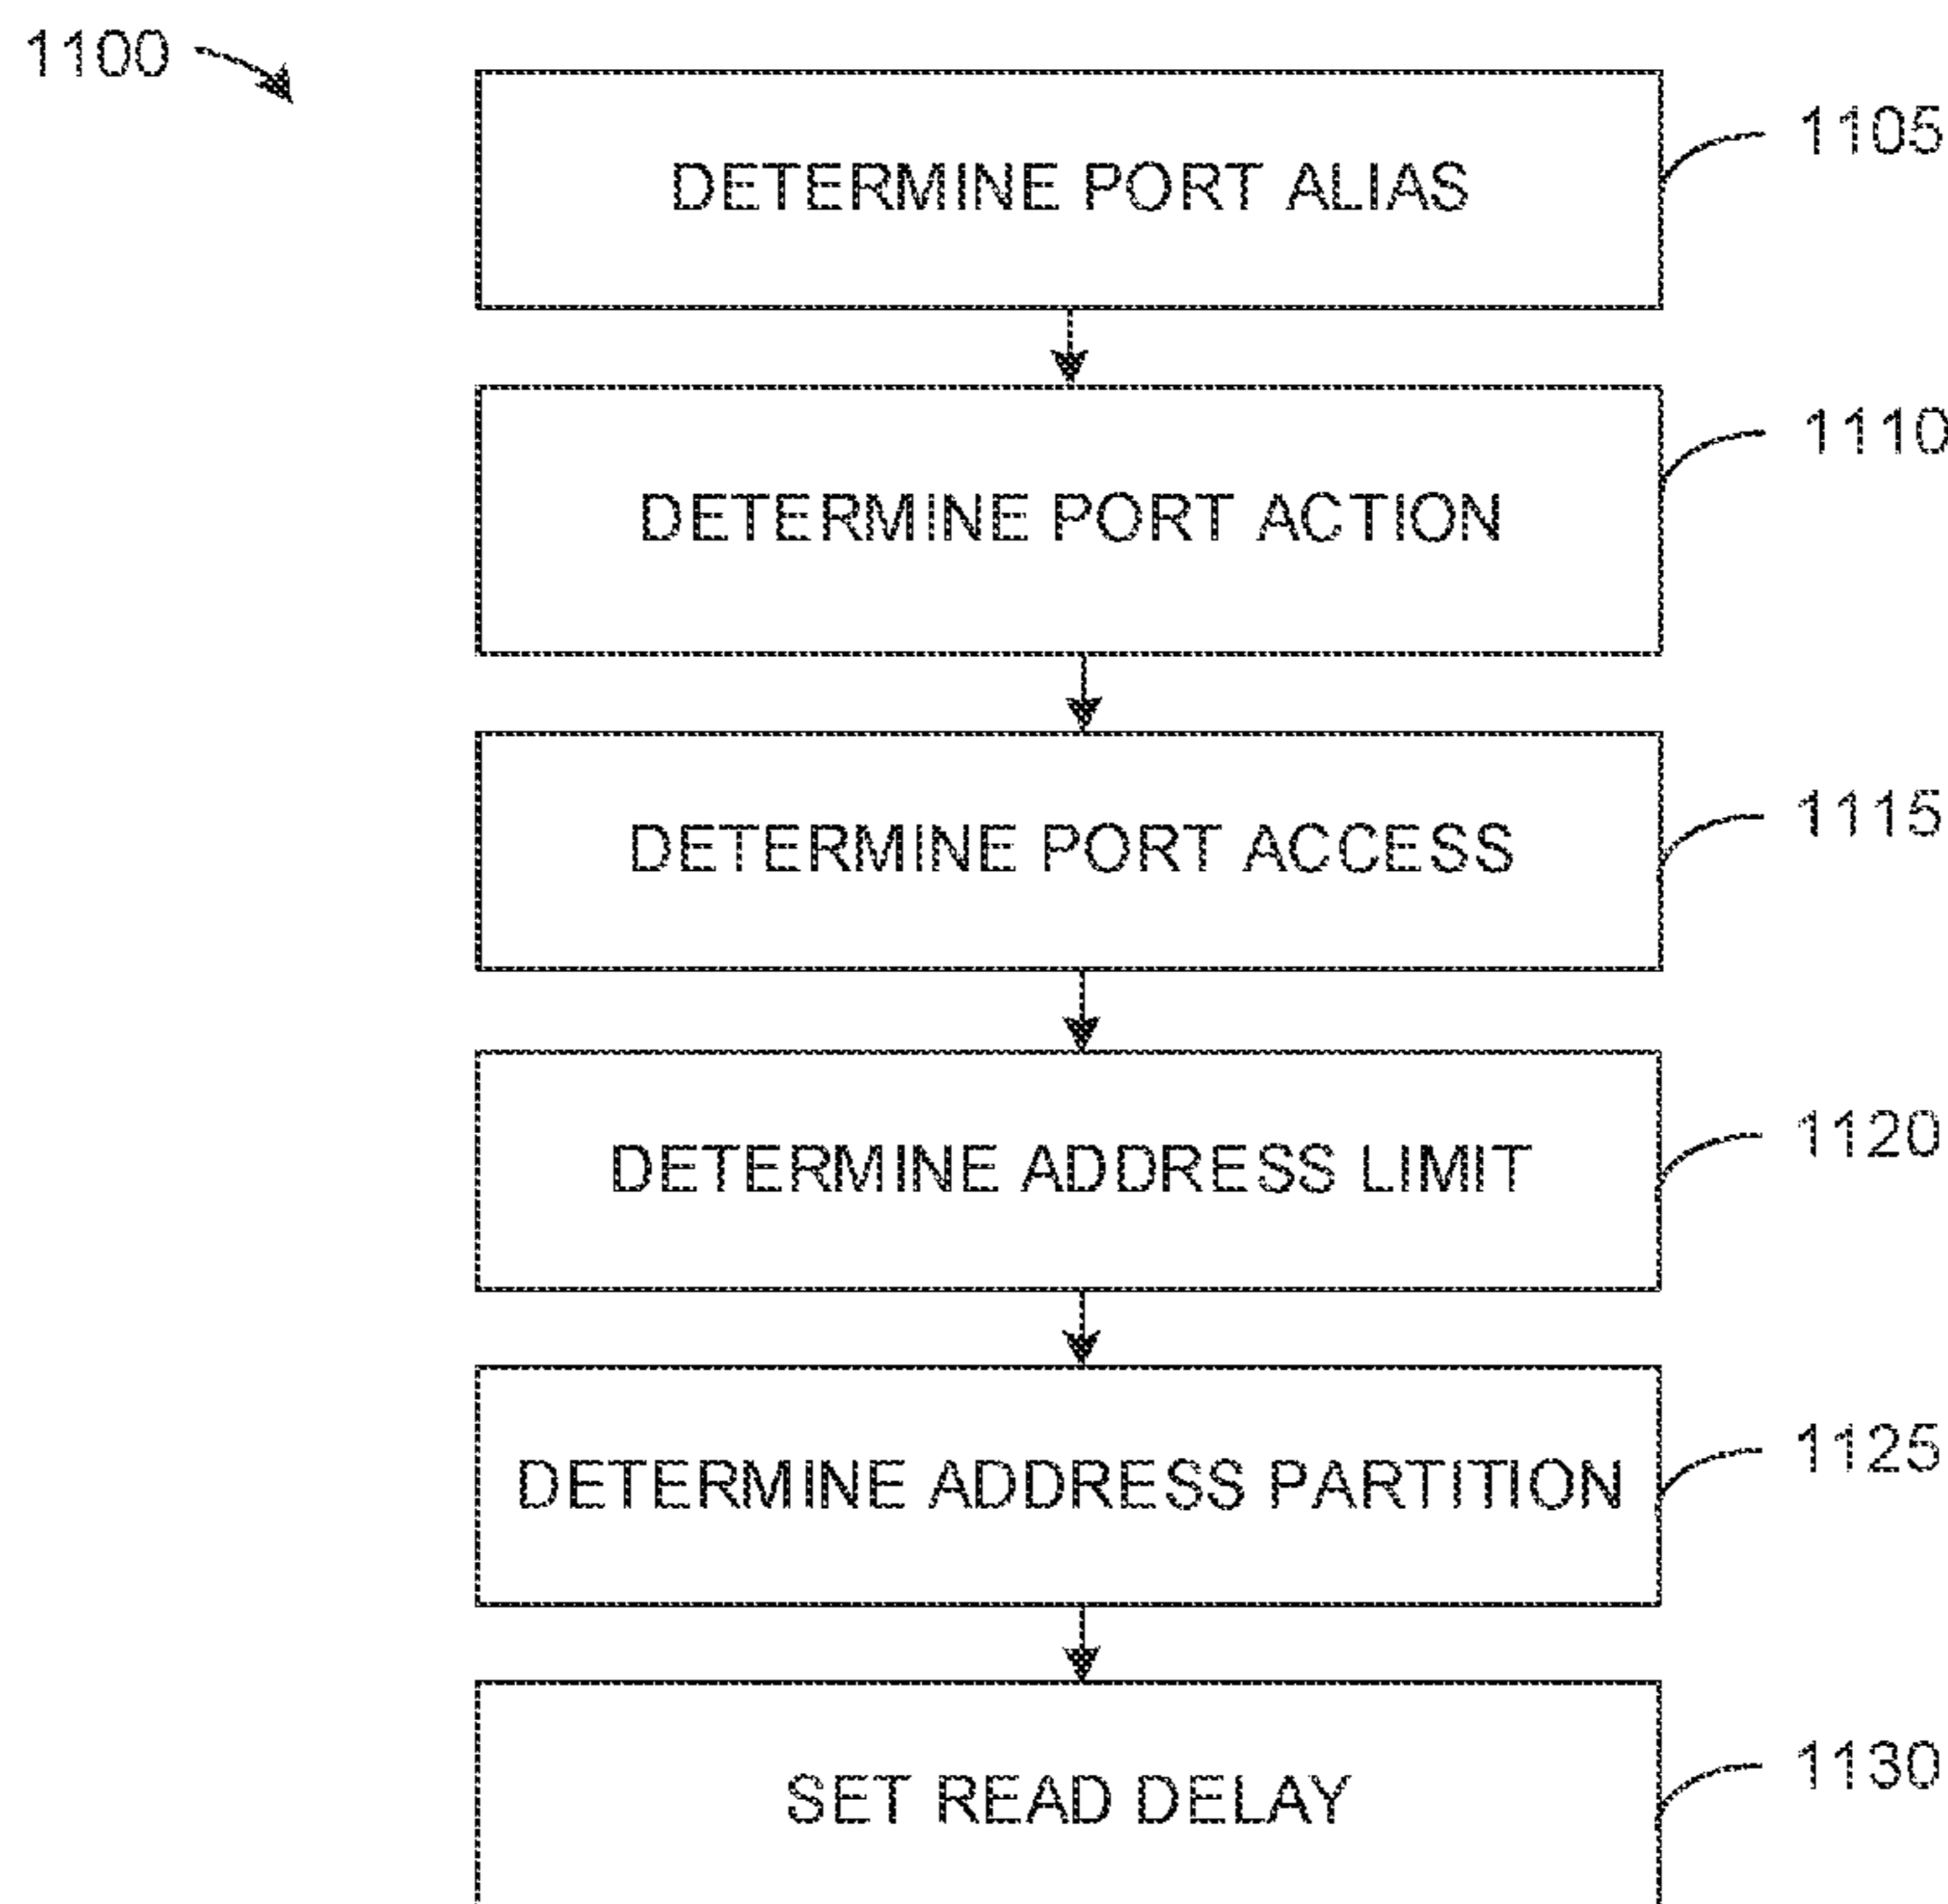 1100
DETERMINE PORT ALIAS
1105
DETERMINE PORT ACTION
1110
DETERMINE PORT ACCESS
1115
DETERMINE ADDRESS LIMIT
1120
DETERMINE ADDRESS PARTITION
1125
SET READ DELAY
1130